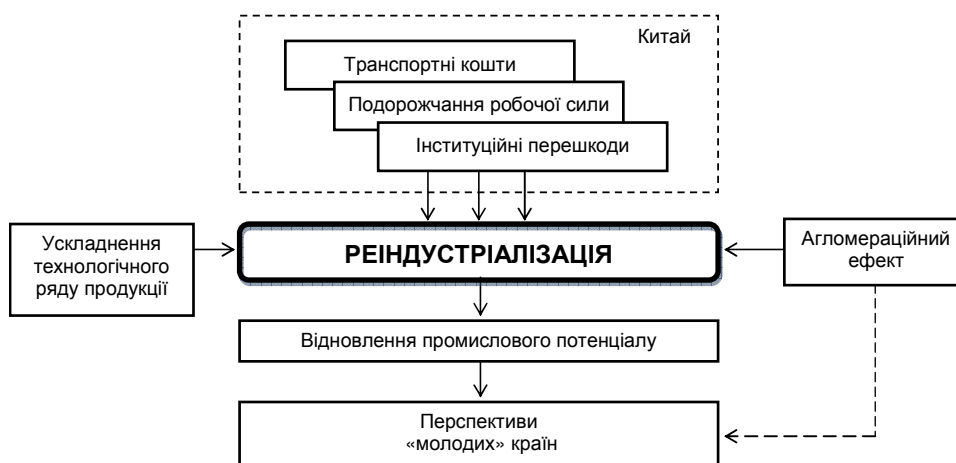 Китай
Транспортні кошти
Подорожчання робочої сили
Інституційні перешкоди
Ускладнення
технологічного
ряду продукції
РЕІНДУСТРІАЛІЗАЦІЯ
Агломераційний
ефект
Відновлення промислового потенціалу
Перспективи
«молодих» країн